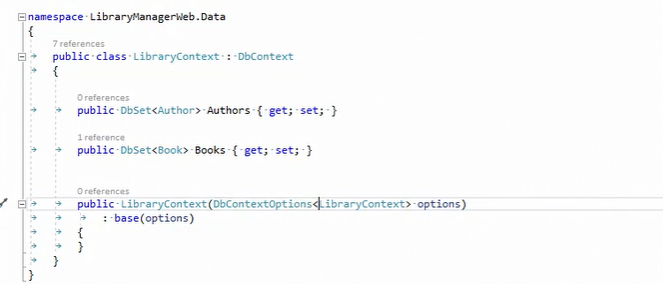 namespace LibraryManagerWeb.Data
{
7 references
public class LibraryContext : DbContext
{
0 references
public DbSet<Author> Authors { get; set; }
1 reference
public DbSet<Book> Books { get; set; }
0 references
public LibraryContext(DbContextOptions<LibraryContext> options)
: base(options)
{
}
}
}